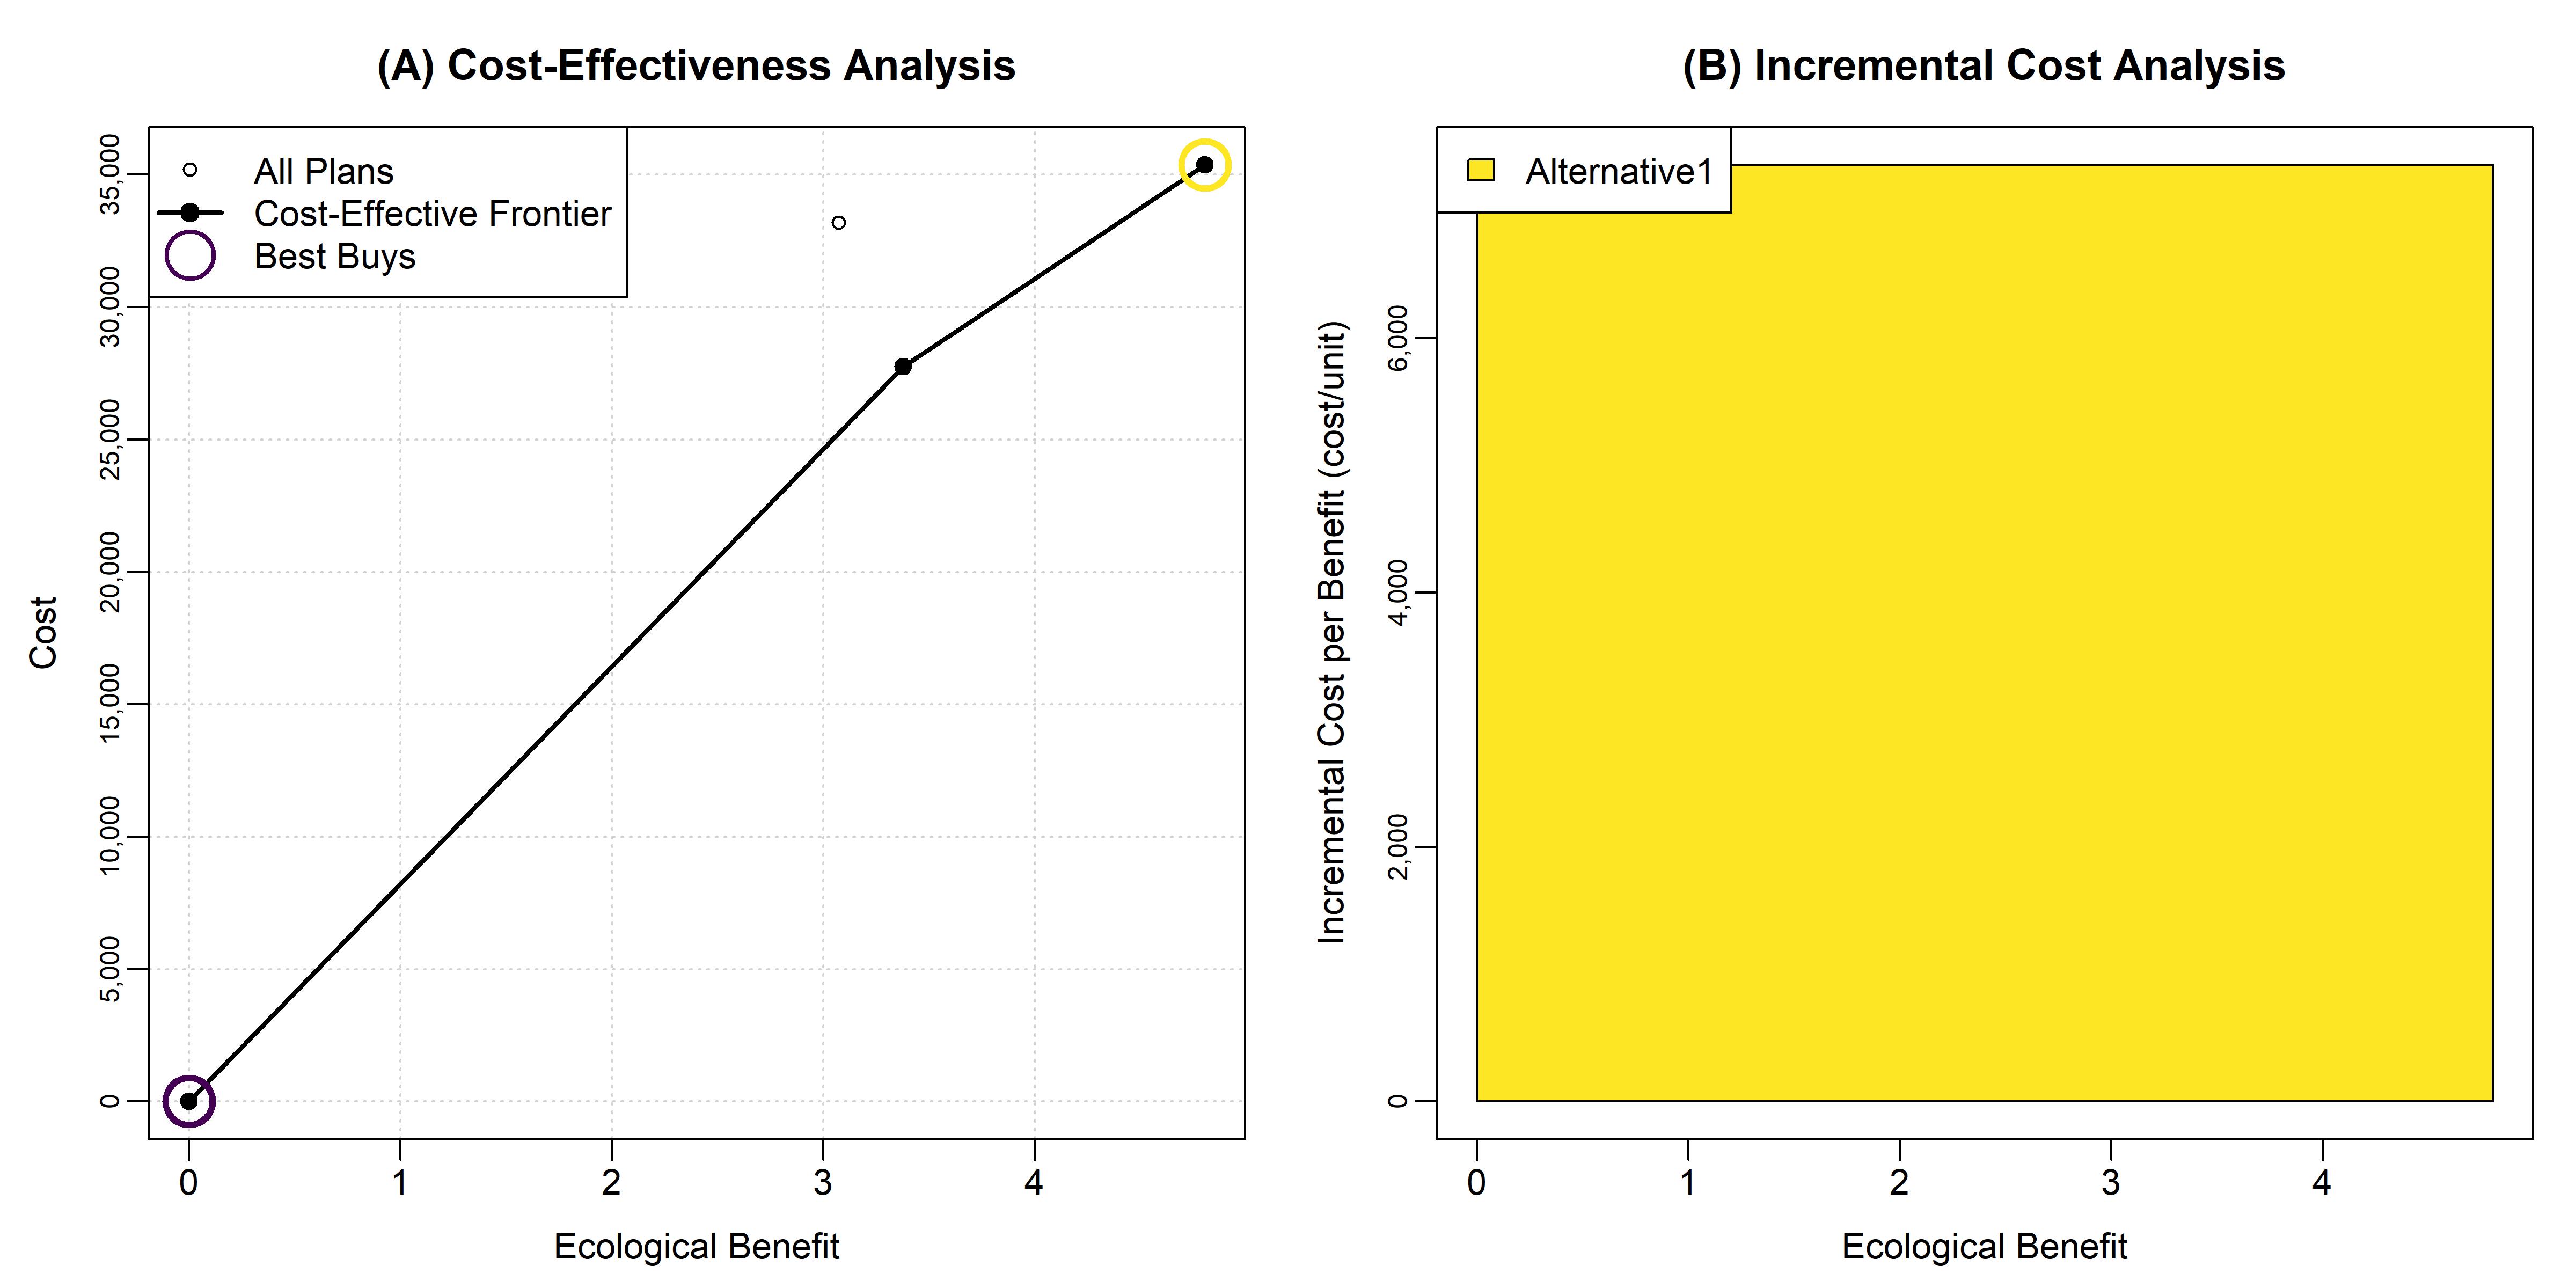 (A) Cost-Effectiveness Analysis
All Plans
Cost-Effective Frontier
Best Buys
Cost
35,000
30,000
25,000
20,000
15,000
10,000
5,000
0
0 1 2 3 4
Ecological Benefit
(B) Incremental Cost Analysis
Alternative1
Incremental Cost per Benefit (cost/unit)
6,000
4,000
2,000
0
0 1 2 3 4
Ecological Benefit